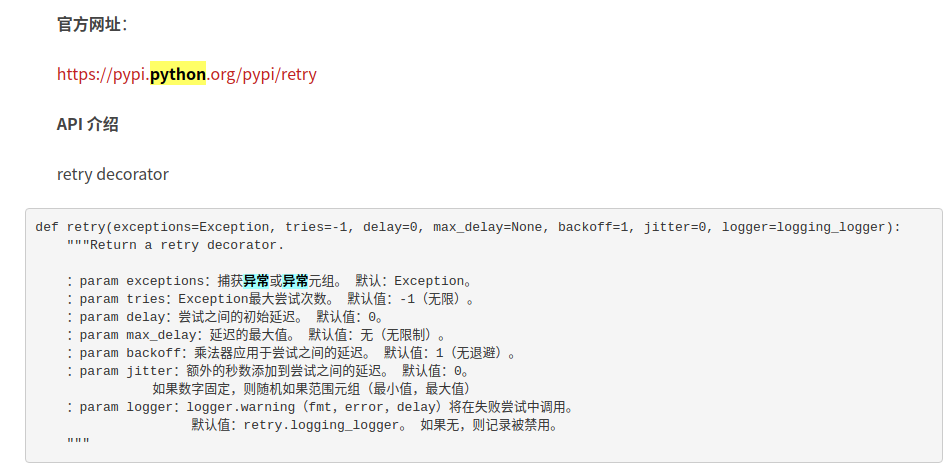 官方网址:
https://pypi.python.org/pypi/retry
API 介绍
retry decorator
def retry(exceptions=Exception, tries=-1, delay=0, max_delay=None, backoff=1, jitter=0, logger=logging_logger):
"""Return a retry decorator.
：param exceptions：捕获异常或异常元组。 默认：Exception。
：param tries：Exception最大尝试次数。 默认值：-1（无限）。
：param delay：尝试之间的初始延迟。 默认值：0。
：param max_delay：延迟的最大值。 默认值：无（无限制）。
：param backoff：乘法器应用于尝试之间的延迟。 默认值：1（无退避）。
：param jitter：额外的秒数添加到尝试之间的延迟。 默认值：0。
如果数字固定，则随机如果范围元组（最小值，最大值）
：param logger：logger.warning（fmt，error，delay）将在失败尝试中调用。
默认值：retry.logging_logger。 如果无，则记录被禁用。
"""